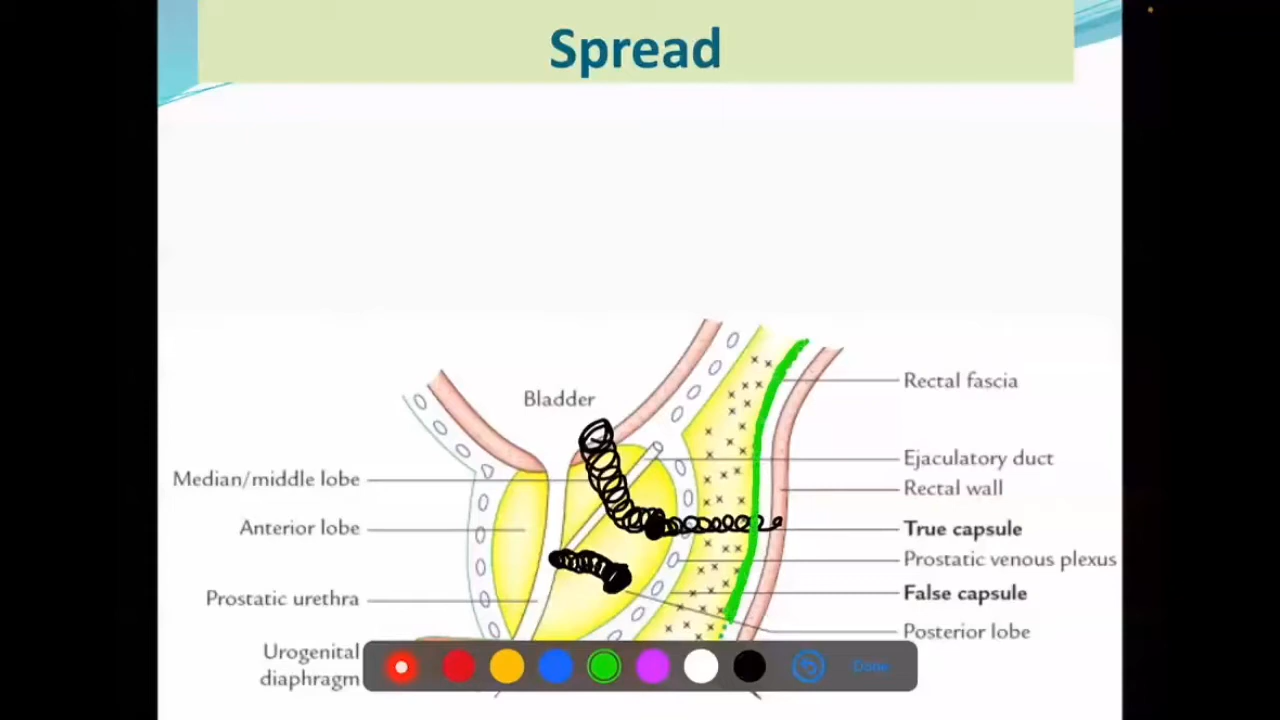 Spread
Bladder
Rectal fascia
Ejaculatory duct
Rectal wall
Median/middle lobe
Anterior lobe
True capsule
Prostatic venous plexus
Prostatic urethra
False capsule
Posterior lobe
Urogenital
diaphragm
Done